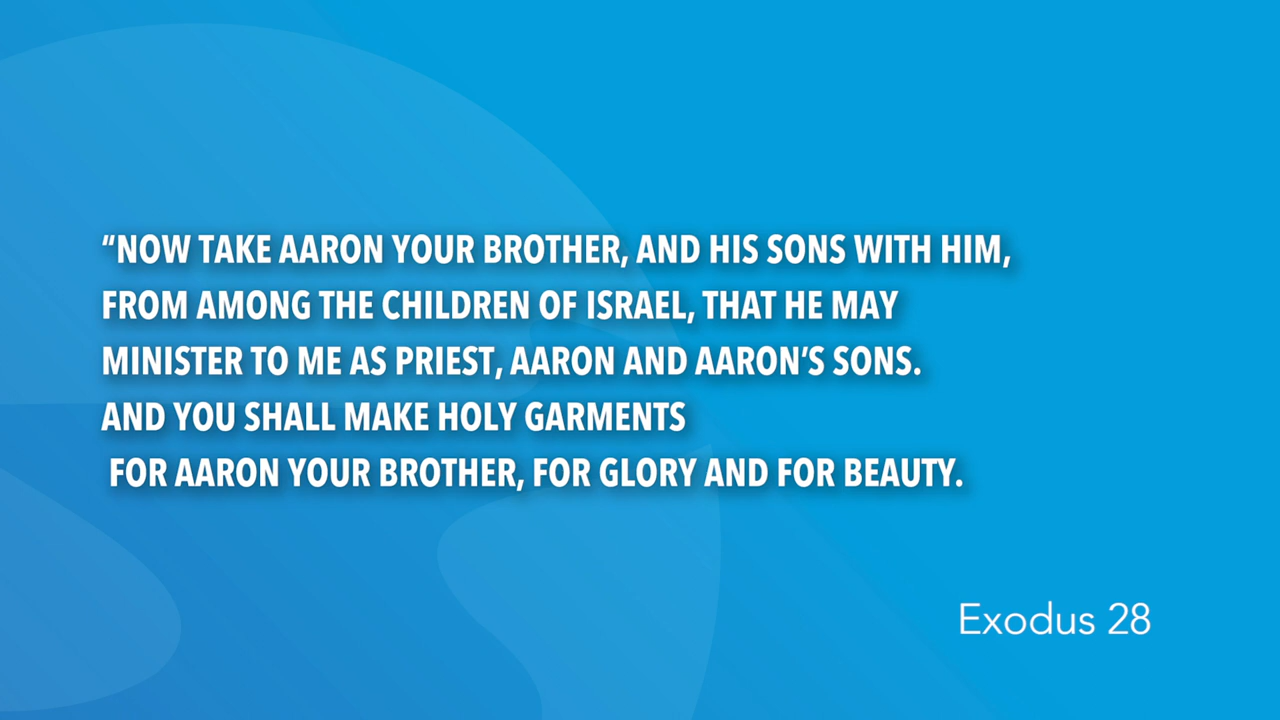 “NOW TAKE AARON YOUR BROTHER, AND HIS SONS WITH HIM,
FROM AMONG THE CHILDREN OF ISRAEL, THAT HE MAY
MINISTER TO ME AS PRIEST, AARON AND AARON’S SONS.
AND YOU SHALL MAKE HOLY GARMENTS
FOR AARON YOUR BROTHER, FOR GLORY AND FOR BEAUTY.
Exodus 28